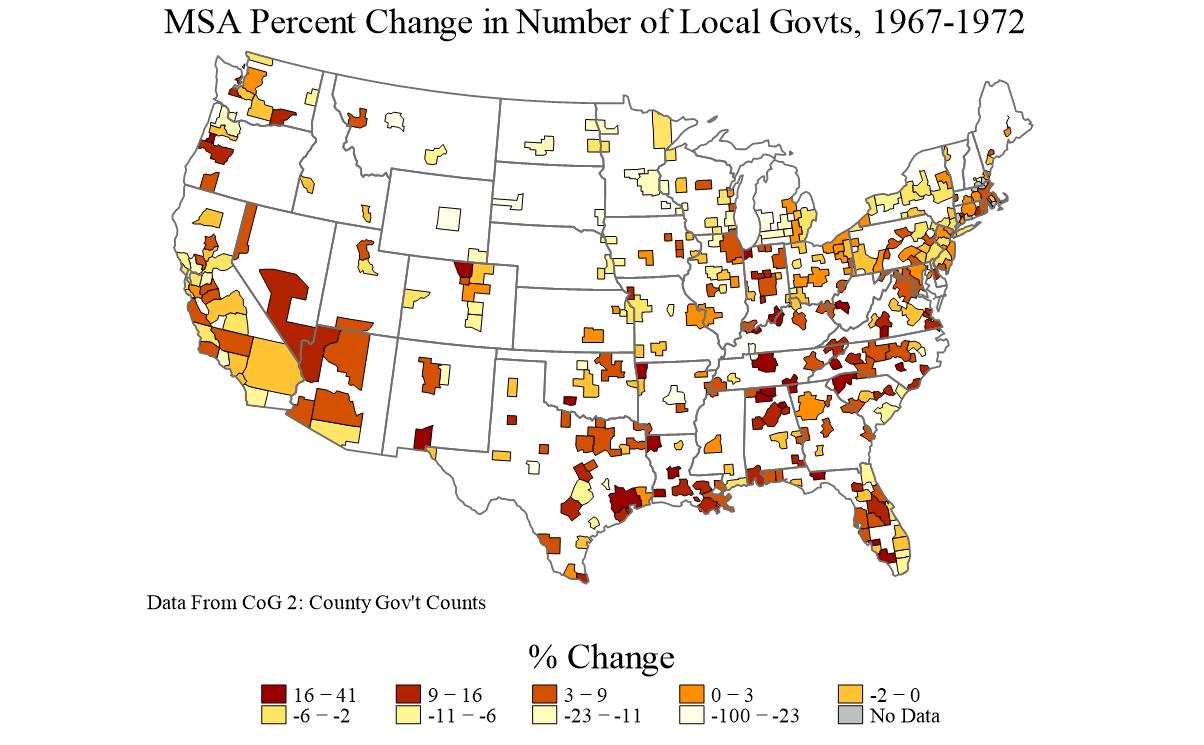 MSA Percent Change in Number of Local Govts, 1967-1972
Data From CoG 2: County Gov't Counts
% Change
16 − 41 9 − 16 3 − 9 0 − 3 -2 − 0
-6 − -2 -11 − -6 -23 − -11 -100 − -23 No Data